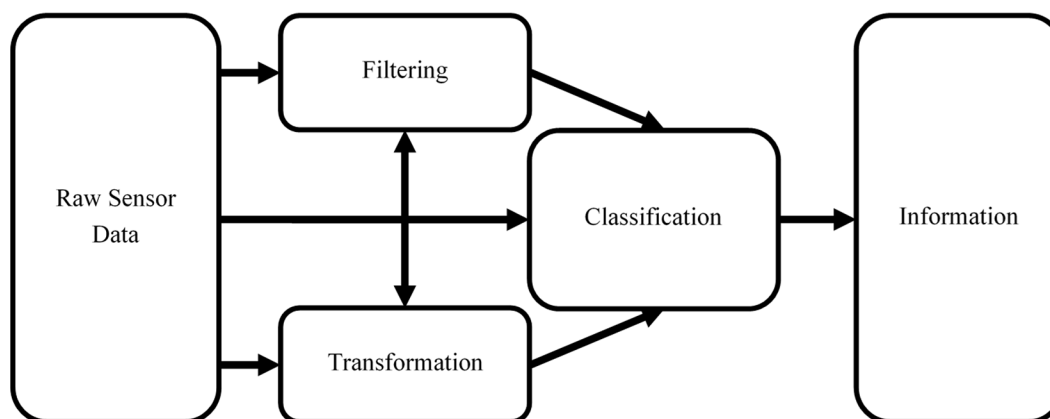 Raw Sensor
Data
Filtering
Transformation
Classification
Information